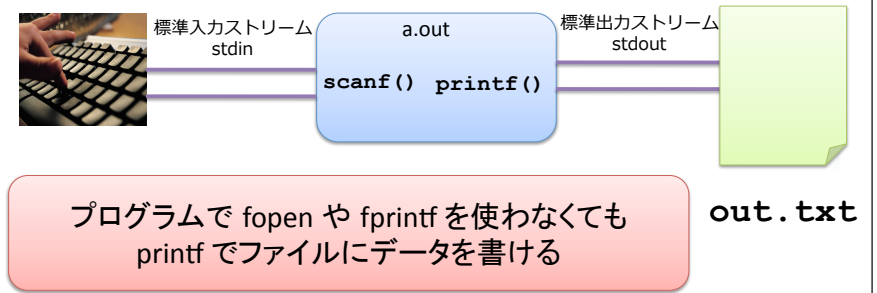 標準入力ストリーム
stdin
a.out
scanf() printf()
標準出力ストリーム
stdout
out.txt
プログラムで fopen や fprintf を使わなくても
printf でファイルにデータを書ける